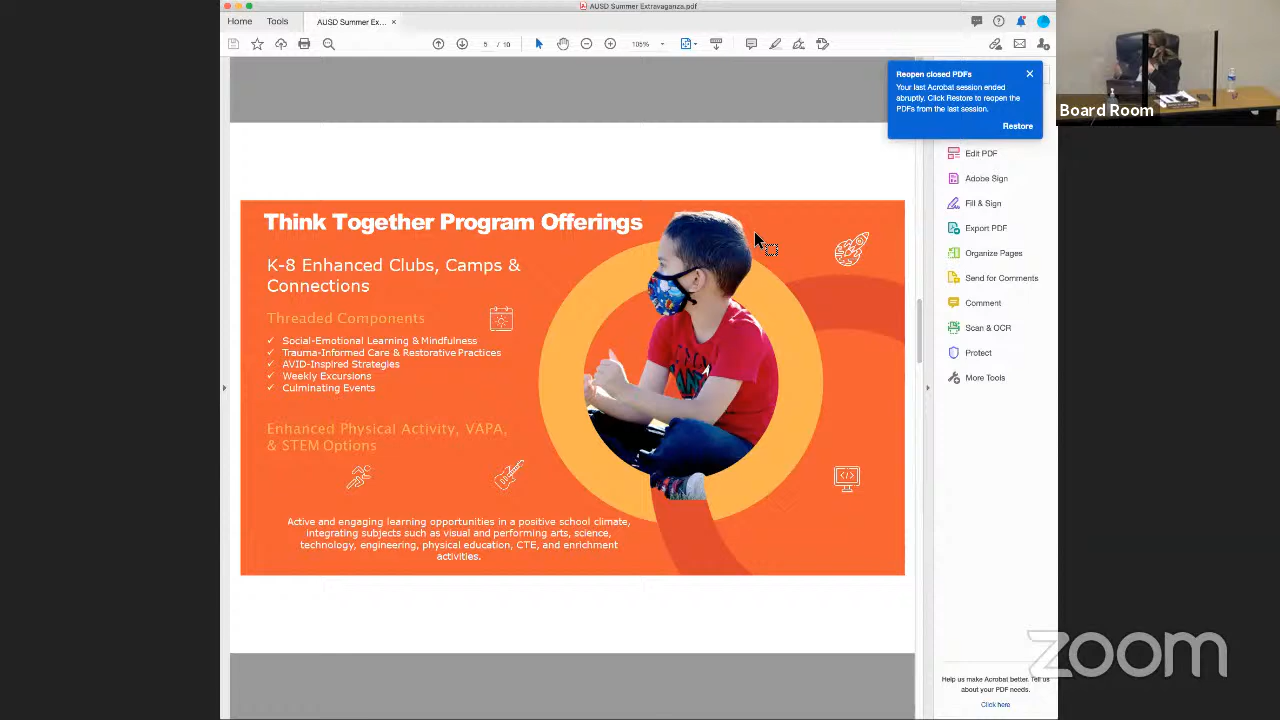 AUSD Summer Extravaganza.pdf
Home
Tools
AUSD Summer Ex...
×
5 / 10
105%
Reopen closed PDFs
Your last Acrobat session ended
abruptly. Click Restore to reopen the
PDFs from the last session.
Restore
Board Room
Edit PDF
Adobe Sign
Fill & Sign
Export PDF
Organize Pages
Send for Comments
Comment
Scan & OCR
Protect
More Tools
Think Together Program Offerings
K-8 Enhanced Clubs, Camps &
Connections
Threaded Components
✓ Social-Emotional Learning & Mindfulness
✓ Trauma-Informed Care & Restorative Practices
✓ AVID-Inspired Strategies
✓ Weekly Excursions
✓ Culminating Events
Enhanced Physical Activity, VAPA,
& STEM Options
Active and engaging learning opportunities in a positive school climate,
integrating subjects such as visual and performing arts, science,
technology, engineering, physical education, CTE, and enrichment
activities.
Help us make Acrobat better. Tell us
about your PDF needs.
Click here
zoom